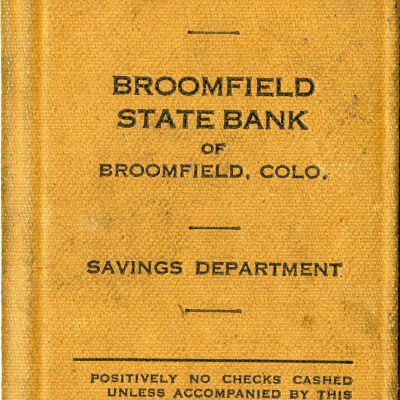 BROOMFIELD
STATE BANK
OF
BROOMFIELD, COLO.
SAVINGS DEPARTMENT
POSITIVELY NO CHECKS CASHED
UNLESS ACCOMPANIED BY THIS